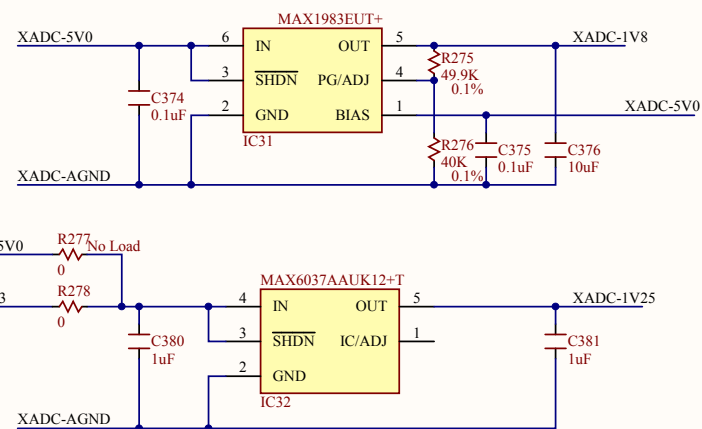 MAX1983EUT+
XADC-5V0
6
IN
OUT
5
XADC-1V8
R275
49.9K
0.1%
3
SHDN
PG/ADJ
4
C374
0.1uF
2
GND
BIAS
1
XADC-5V0
IC31
R276
40K
0.1%
C375
0.1uF
C376
10uF
XADC-AGND
5V0
R277
No Load
0
3
R278
0
MAX6037AAUK12+T
4
IN
OUT
5
XADC-1V25
3
SHDN
IC/ADJ
1
C380
1uF
C381
1uF
2
GND
IC32
XADC-AGND